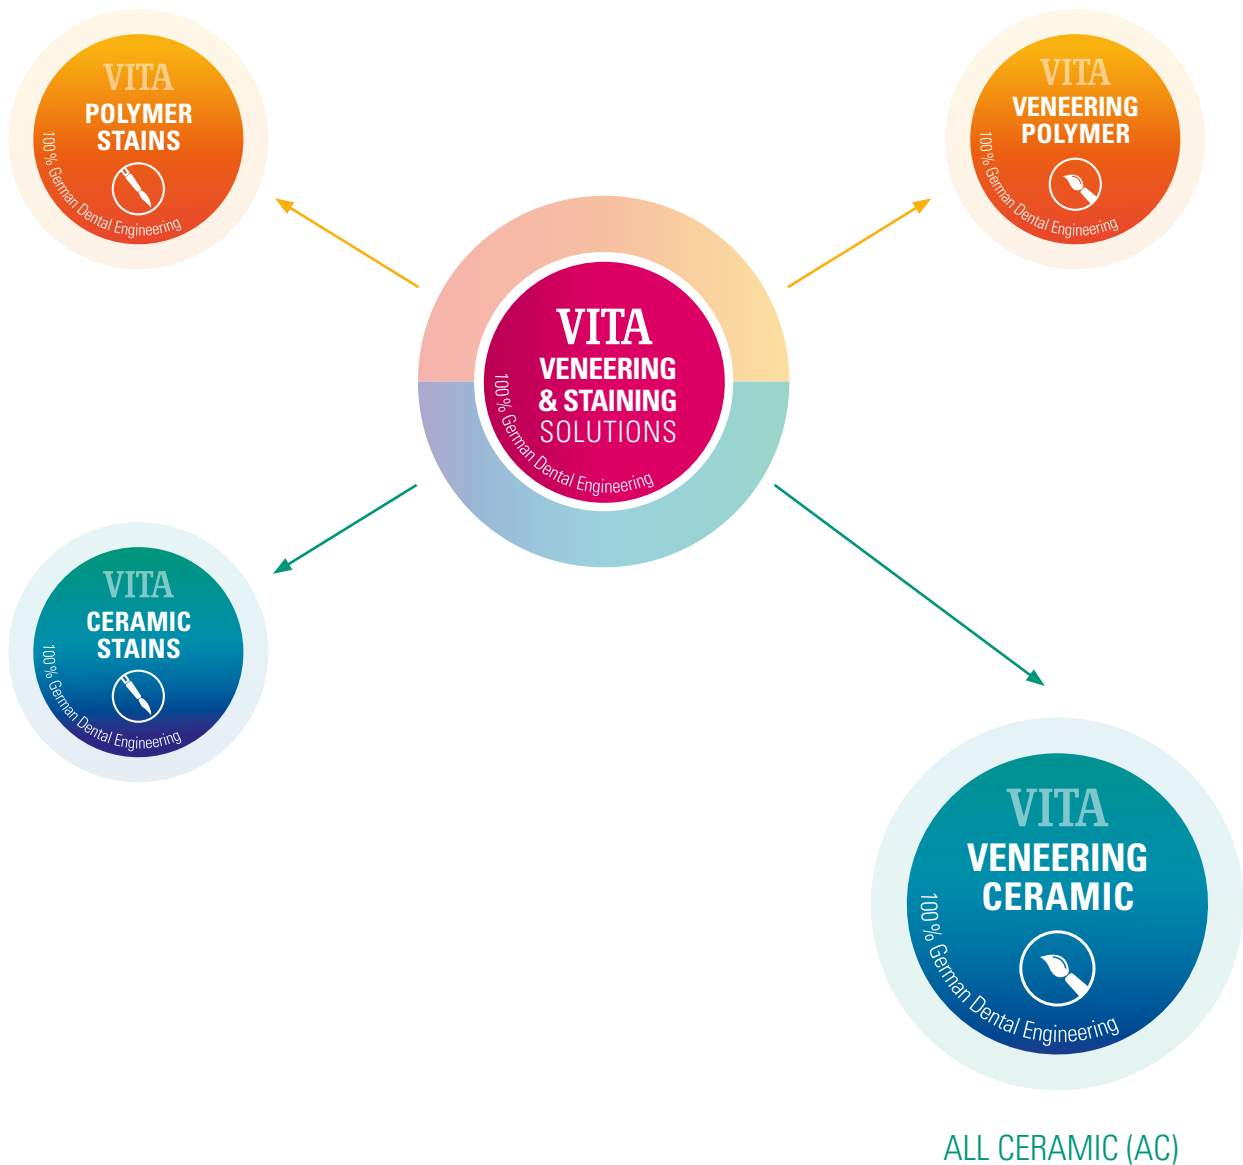 VITA
POLYMER
STAINS
100% German Dental Engineering
VITA
VENEERING
POLYMER
100% German Dental Engineering
VITA
VENEERING
& STAINING
SOLUTIONS
100% German Dental Engineering
VITA
CERAMIC
STAINS
100% German Dental Engineering
VITA
VENEERING
CERAMIC
100% German Dental Engineering
ALL CERAMIC (AC)